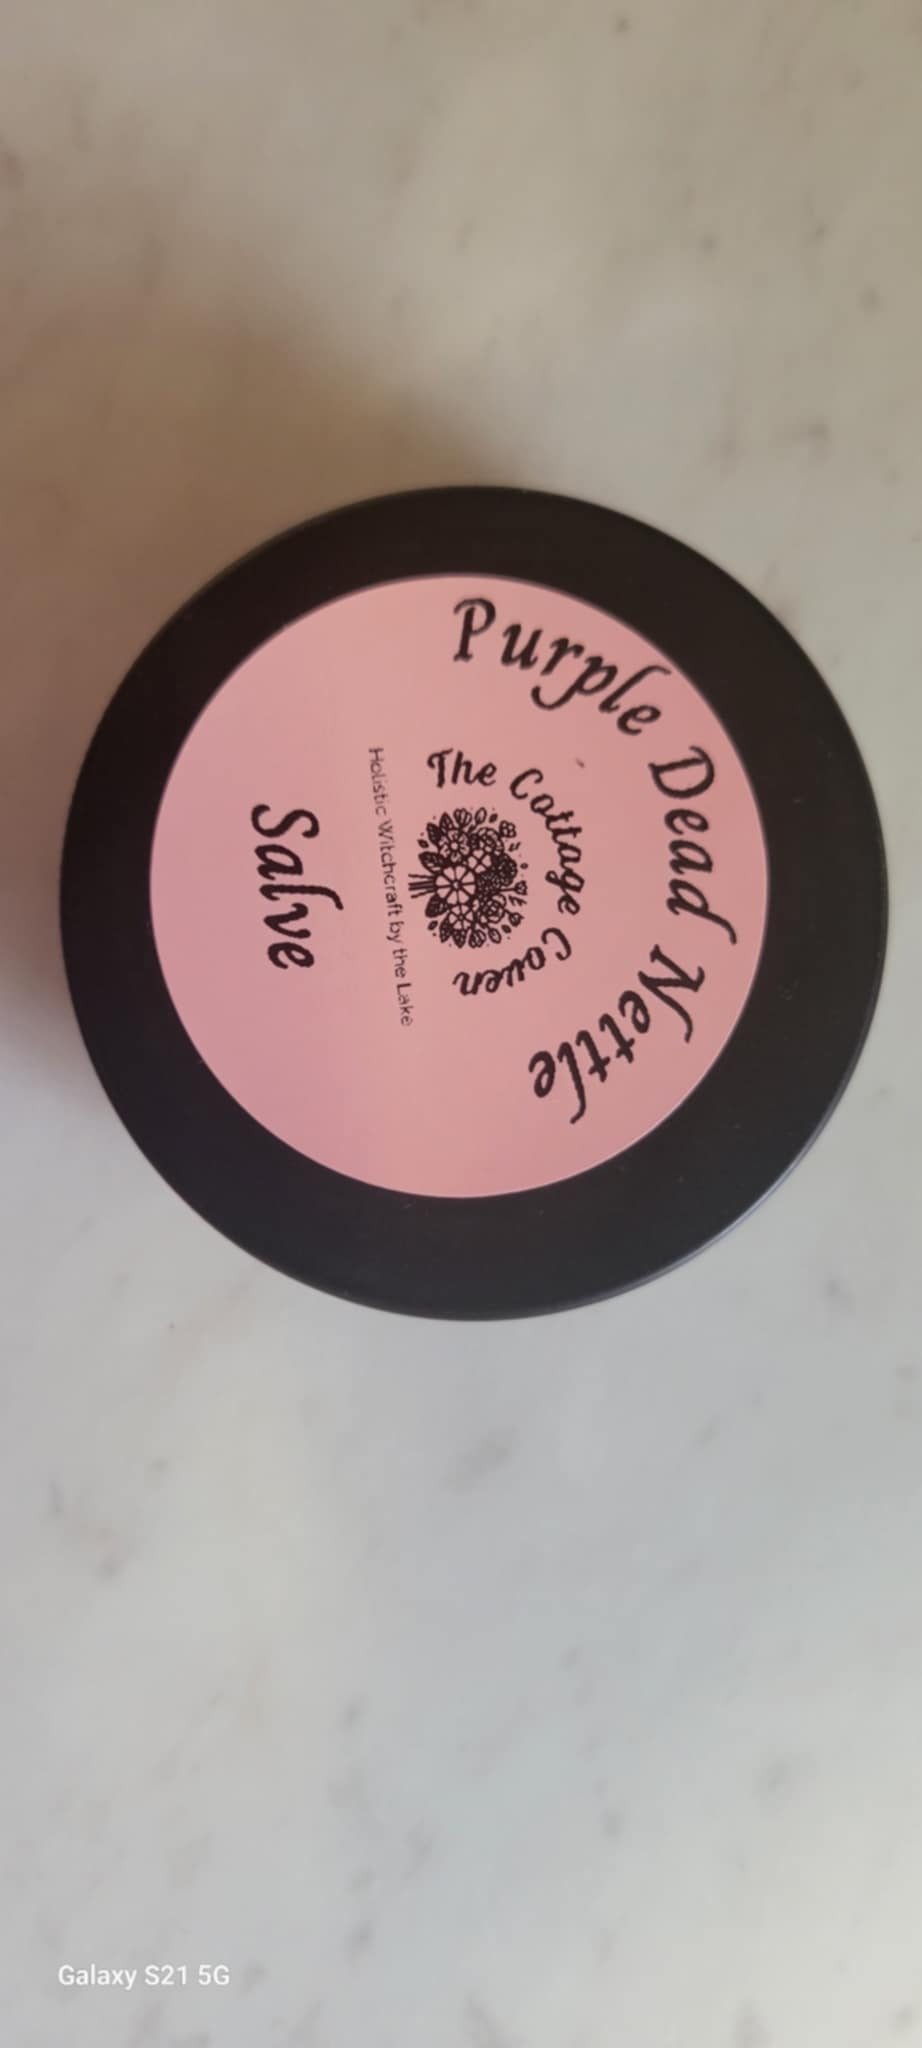 Purple Dead Nettle
The Cottage Coven
Holistic Witchcraft by the Lake
Salve
Galaxy S21 5G